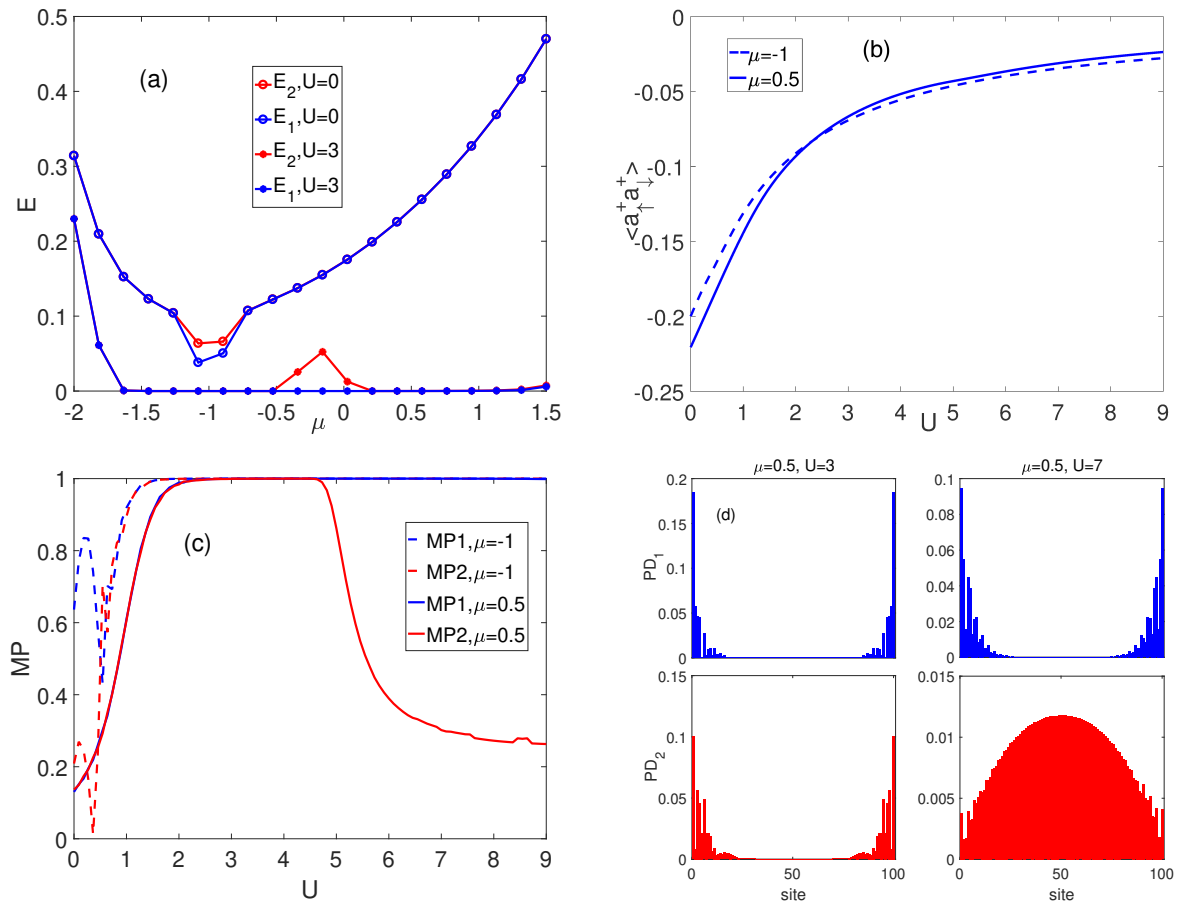 0.5
0.4
0.3
0.2
0.1
0
E
(a)
E2,U=0
E1,U=0
E2,U=3
E1,U=3
-2 -1.5 -1 -0.5 0 0.5 1 1.5
μ
0
-0.05
-0.1
-0.15
-0.2
-0.25
<a↑+a↓+>
μ=-1
μ=0.5
(b)
0 1 2 3 4 5 6 7 8 9
U
1
0.8
0.6
0.4
0.2
0
MP
(c)
MP1,μ=-1
MP2,μ=-1
MP1,μ=0.5
MP2,μ=0.5
0 1 2 3 4 5 6 7 8 9
U
μ=0.5, U=3
0.2
0.15
0.1
0.05
0
PD1
(d)
μ=0.5, U=7
0.1
0.08
0.06
0.04
0.02
0
0.15
0.1
0.05
0
PD2
0 50 100
site
0.015
0.01
0.005
0
0 50 100
site